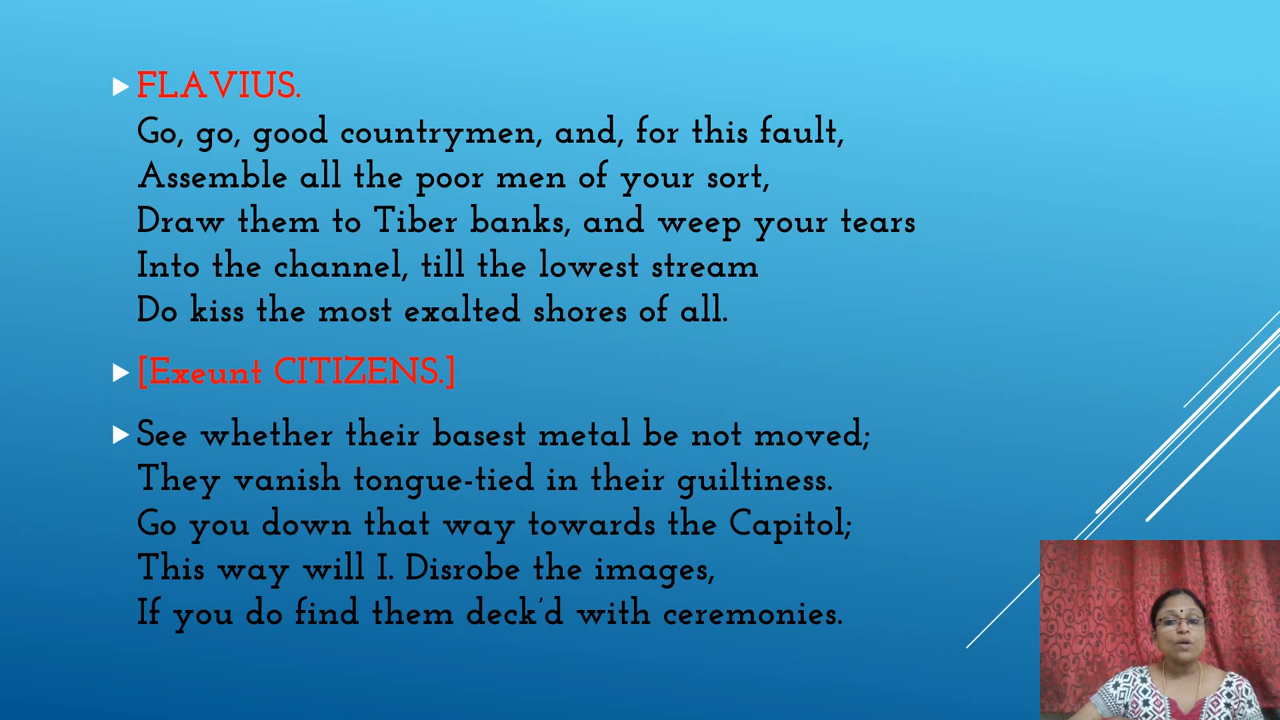 FLAVIUS.
Go, go, good countrymen, and, for this fault,
Assemble all the poor men of your sort,
Draw them to Tiber banks, and weep your tears
Into the channel, till the lowest stream
Do kiss the most exalted shores of all.
[Exeunt CITIZENS.]
See whether their basest metal be not moved;
They vanish tongue-tied in their guiltiness.
Go you down that way towards the Capitol;
This way will I. Disrobe the images,
If you do find them deck’d with ceremonies.